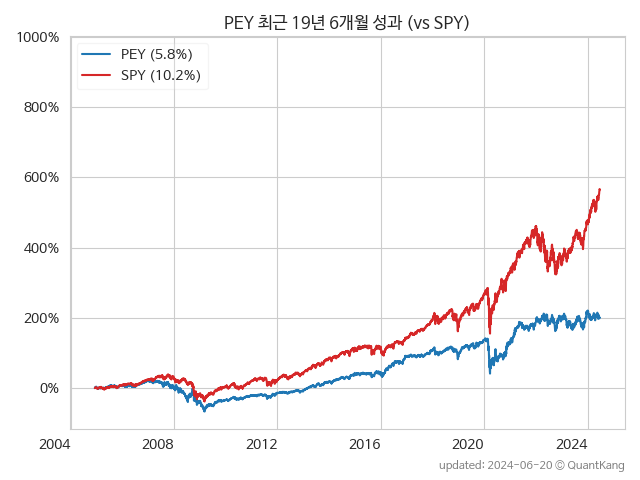 PEY 최근 19년 6개월 성과 (vs SPY)
1000%
800%
600%
400%
200%
0%
PEY (5.8%)
SPY (10.2%)
2004 2008 2012 2016 2020 2024
updated: 2024-06-20 © QuantKang